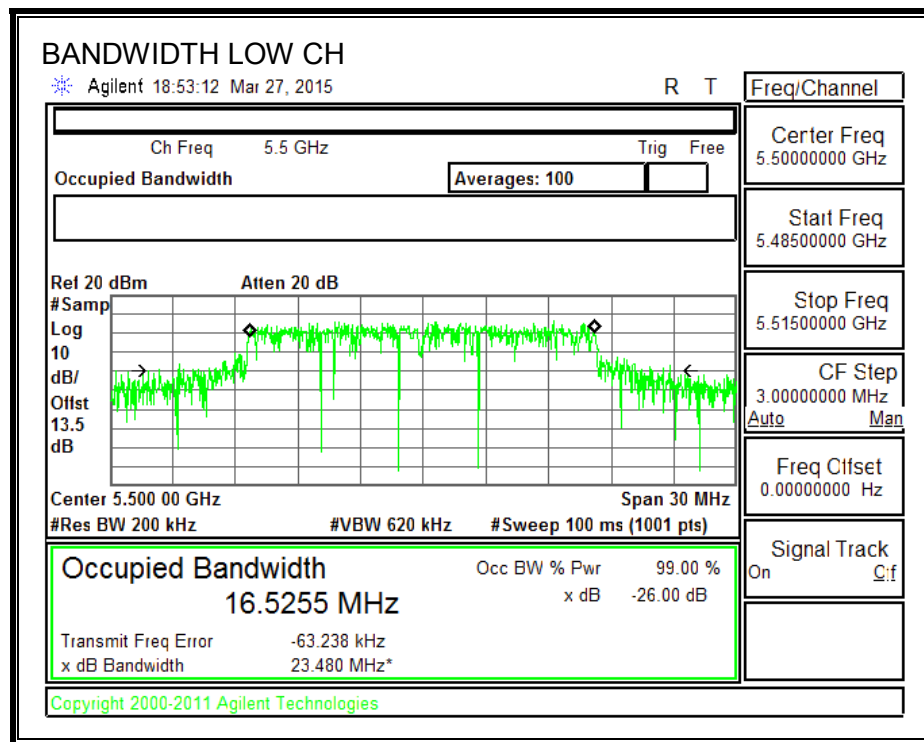 BANDWIDTH LOW CH
Agilent 18:53:12 Mar 27, 2015 R T
Freq/Channel
Ch Freq 5.5 GHz Trig Free
Occupied Bandwidth Averages: 100
Center Freq
5.50000000 GHz
Start Freq
5.48500000 GHz
Stop Freq
5.51500000 GHz
CF Step
3.00000000 MHz
Auto Man
Freq Offset
0.00000000 Hz
Signal Track
On Off
Ref 20 dBm Atten 20 dB
#Samp
Log
10
dB/
Offst
13.5
dB
Center 5.500 00 GHz Span 30 MHz
#Res BW 200 kHz #VBW 620 kHz #Sweep 100 ms (1001 pts)
Occupied Bandwidth Occ BW % Pwr 99.00 %
16.5255 MHz x dB -26.00 dB
Transmit Freq Error -63.238 kHz
x dB Bandwidth 23.480 MHz*
Copyright 2000-2011 Agilent Technologies